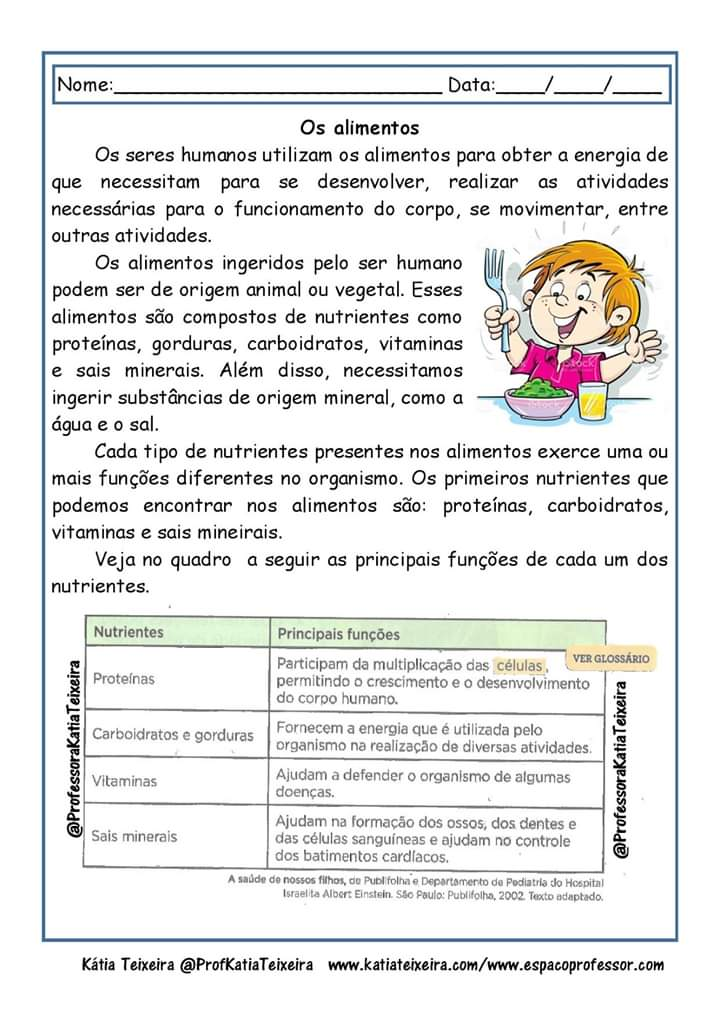 Nome:______________________________ Data:____/____/____
Os alimentos
Os seres humanos utilizam os alimentos para obter a energia de
que necessitam para se desenvolver, realizar as atividades
necessárias para o funcionamento do corpo, se movimentar, entre
outras atividades.
Os alimentos ingeridos pelo ser humano
podem ser de origem animal ou vegetal. Esses
alimentos são compostos de nutrientes como
proteínas, gorduras, carboidratos, vitaminas
e sais minerais. Além disso, necessitamos
ingerir substâncias de origem mineral, como a
água e o sal.
Cada tipo de nutrientes presentes nos alimentos exerce uma ou
mais funções diferentes no organismo. Os primeiros nutrientes que
podemos encontrar nos alimentos são: proteínas, carboidratos,
vitaminas e sais mineirais.
Veja no quadro a seguir as principais funções de cada um dos
nutrientes.
Nutrientes
Principais funções
Proteínas
Participam da multiplicação das células,
permitindo o crescimento e o desenvolvimento
do corpo humano.
VER GLOSSÁRIO
Carboidratos e gorduras
Fornecem a energia que é utilizada pelo
organismo na realização de diversas atividades.
Vitaminas
Ajudam a defender o organismo de algumas
doenças.
Sais minerais
Ajudam na formação dos ossos, dos dentes e
das células sanguíneas e ajudam no controle
dos batimentos cardíacos.
@ProfessoraKatiaTeixeira
@ProfessoraKatiaTeixeira
A saúde de nossos filhos, de Publifolha e Departamento de Pediatria do Hospital
Israelita Albert Einstein. São Paulo: Publifolha, 2002. Texto adaptado.
Kátia Teixeira @ProfKatiaTeixeira www.katiateixeira.com/www.espacoprofessor.com